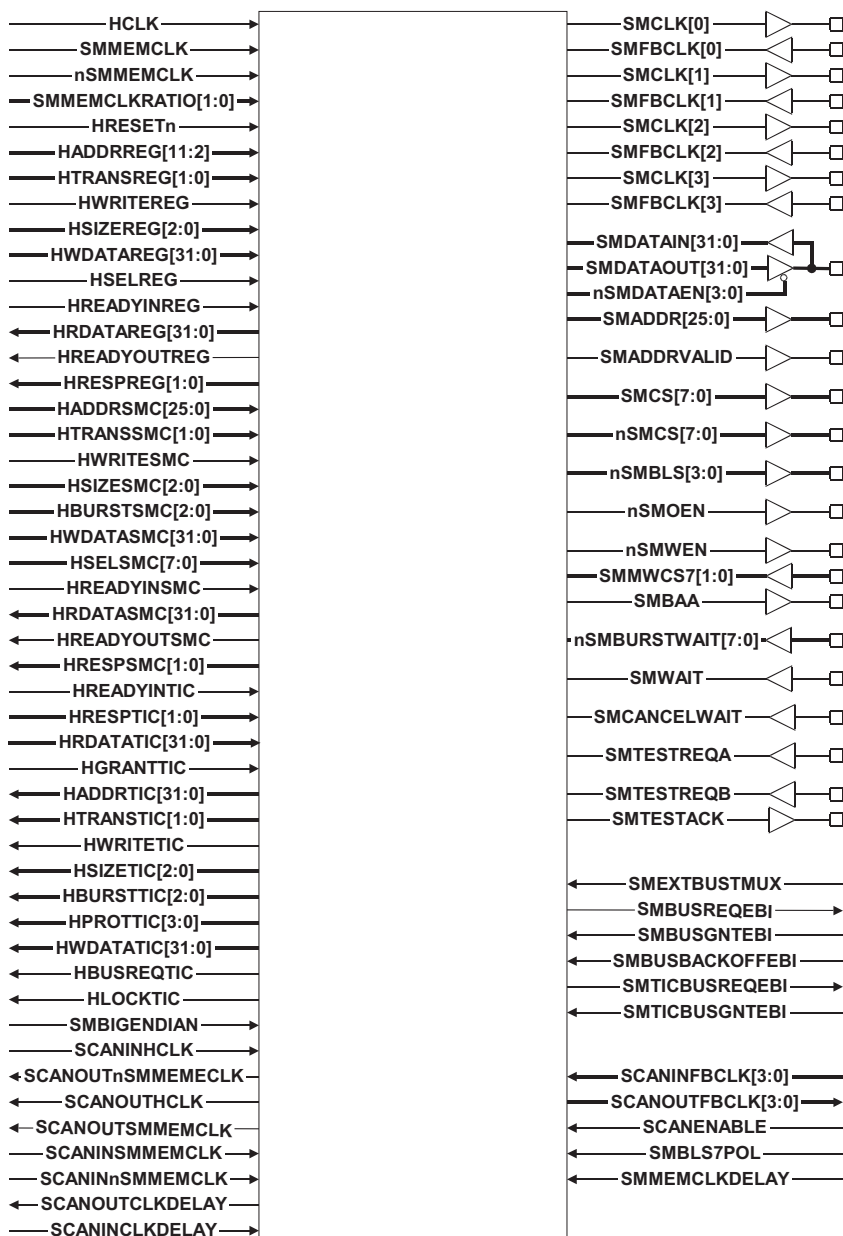 HCLK
SMMEMCLK
nSMMEMCLK
SMMEMCLKRATIO[1:0]
HRESETn
HADDRREG[11:2]
HTRANSREG[1:0]
HWRITEREG
HSIZEREG[2:0]
HWDATAREG[31:0]
HSELREG
HREADYINREG
HRDATAREG[31:0]
HREADYOUTREG
HRESPREG[1:0]
HADDRSMC[25:0]
HTRANSSMC[1:0]
HWRITESMC
HSIZESMC[2:0]
HBURSTSMC[2:0]
HWDATASMC[31:0]
HSELSMC[7:0]
HREADYINSMC
HRDATASMC[31:0]
HREADYOUTSMC
HRESPSMC[1:0]
HREADYINTIC
HRESPTIC[1:0]
HRDATATIC[31:0]
HGRANTTIC
HADDRTIC[31:0]
HTRANSTIC[1:0]
HWRITETIC
HSIZETIC[2:0]
HBURSTTIC[2:0]
HPROTTIC[3:0]
HWDATATIC[31:0]
HBUSREQTIC
HLOCKTIC
SMBIGENDIAN
SCANINHCLK
SCANOUTnSMMEMECLK
SCANOUTHCLK
SCANOUTSMMEMCLK
SCANINSMMEMCLK
SCANINnSMMEMCLK
SCANOUTCLKDELAY
SCANINCLKDELAY
SMCLK[0]
SMFBCLK[0]
SMCLK[1]
SMFBCLK[1]
SMCLK[2]
SMFBCLK[2]
SMCLK[3]
SMFBCLK[3]
SMDATAIN[31:0]
SMDATAOUT[31:0]
nSMDATAEN[3:0]
SMADDR[25:0]
SMADDRVALID
SMCS[7:0]
nSMCS[7:0]
nSMBLS[3:0]
nSMOEN
nSMWEN
SMMWCS7[1:0]
SMBAA
nSMBURSTWAIT[7:0]
SMWAIT
SMCANCELWAIT
SMTESTREQA
SMTESTREQB
SMTESTACK
SMEXTBUSTMUX
SMBUSREQEBI
SMBUSGNTEBI
SMBUSBACKOFFEBI
SMTICBUSREQEBI
SMTICBUSGNTEBI
SCANINFBCLK[3:0]
SCANOUTFBCLK[3:0]
SCANENABLE
SMBLS7POL
SMMEMCLKDELAY